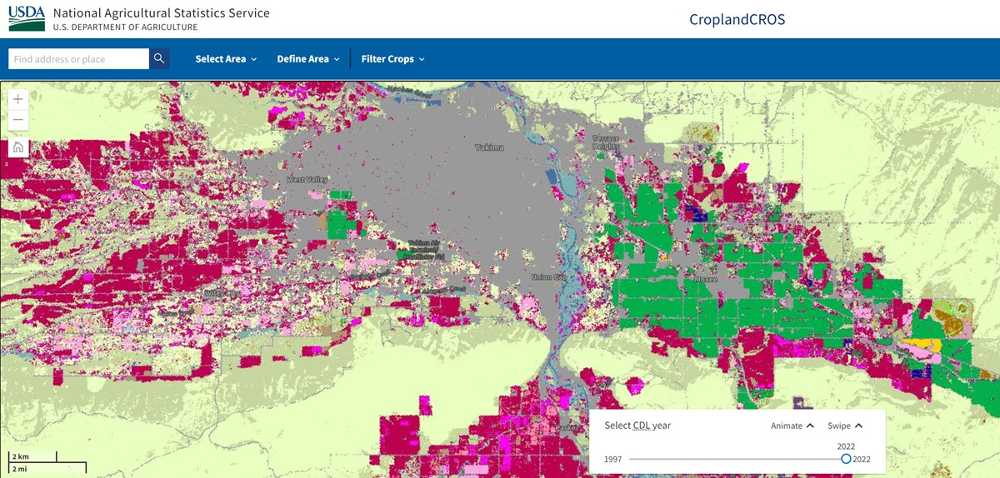 USDA
National Agricultural Statistics Service
U.S. DEPARTMENT OF AGRICULTURE
CroplandCROS
Find address or place
Select Area
Define Area
Filter Crops
Yakima
Terrace
Heights
West Valley
Yakima Air
Terminal/
Union Gap
Moxee
Parker
Select CDL year
Animate
Swipe
2022
1997
2022
2 km
2 mi